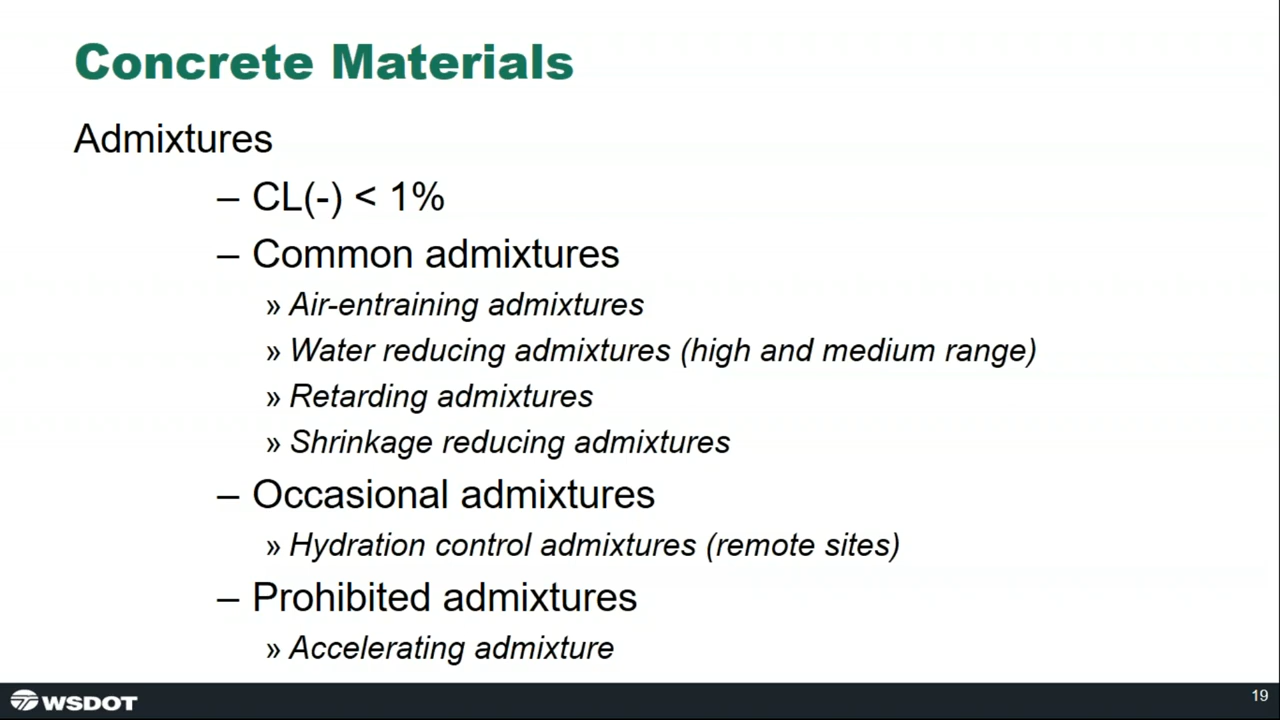 Concrete Materials
Admixtures
– CL(-) < 1%
– Common admixtures
» Air-entraining admixtures
» Water reducing admixtures (high and medium range)
» Retarding admixtures
» Shrinkage reducing admixtures
– Occasional admixtures
» Hydration control admixtures (remote sites)
– Prohibited admixtures
» Accelerating admixture
WSDOT
19